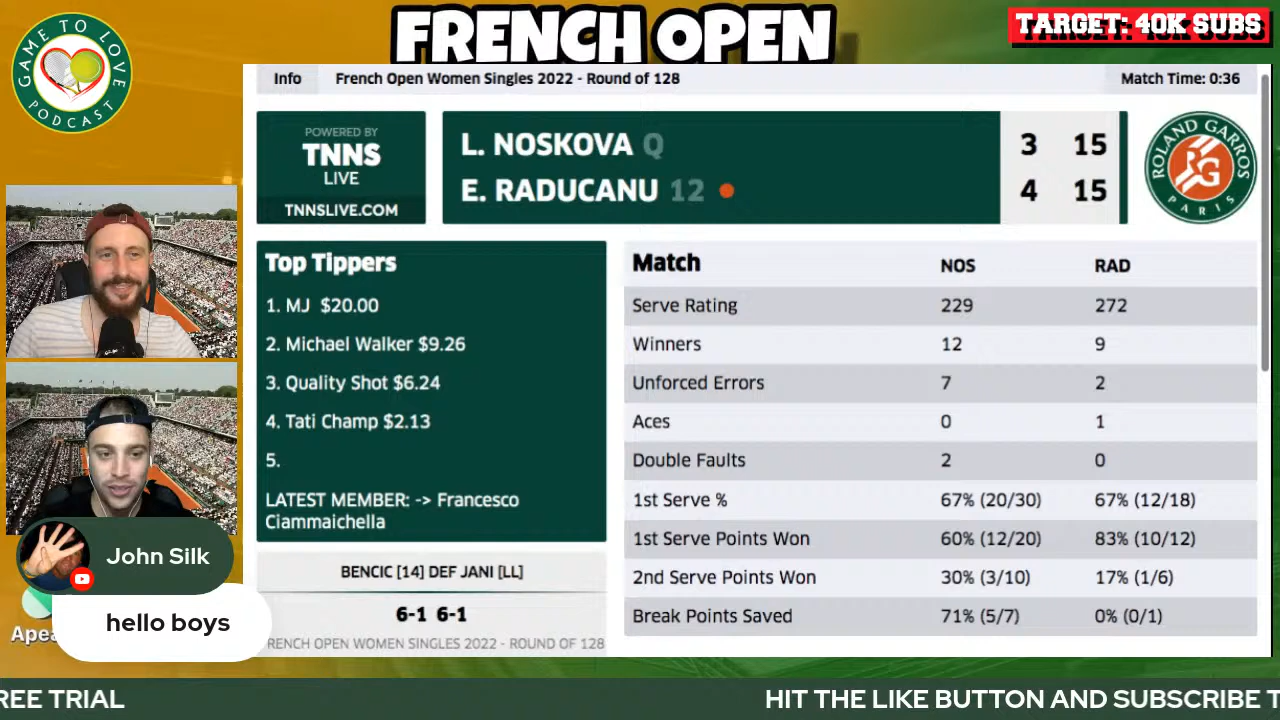 GAME TO LOVE
PODCAST
FRENCH OPEN
TARGET: 40K SUBS
Info French Open Women Singles 2022 - Round of 128 Match Time: 0:36
POWERED BY
TNNS
LIVE
TNNSLIVE.COM
L. NOSKOVA Q 3 15
E. RADUCANU 12 4 15
ROLAND GARROS
RG
PARIS
Top Tippers
1. MJ $20.00
2. Michael Walker $9.26
3. Quality Shot $6.24
4. Tati Champ $2.13
5.
LATEST MEMBER: -> Francesco
Ciammaichella
BENCIC [14] DEF JANI [LL]
6-1 6-1
RENCH OPEN WOMEN SINGLES 2022 - ROUND OF 128
Match NOS RAD
Serve Rating 229 272
Winners 12 9
Unforced Errors 7 2
Aces 0 1
Double Faults 2 0
1st Serve % 67% (20/30) 67% (12/18)
1st Serve Points Won 60% (12/20) 83% (10/12)
2nd Serve Points Won 30% (3/10) 17% (1/6)
Break Points Saved 71% (5/7) 0% (0/1)
John Silk
hello boys
Apea
REE TRIAL HIT THE LIKE BUTTON AND SUBSCRIBE T